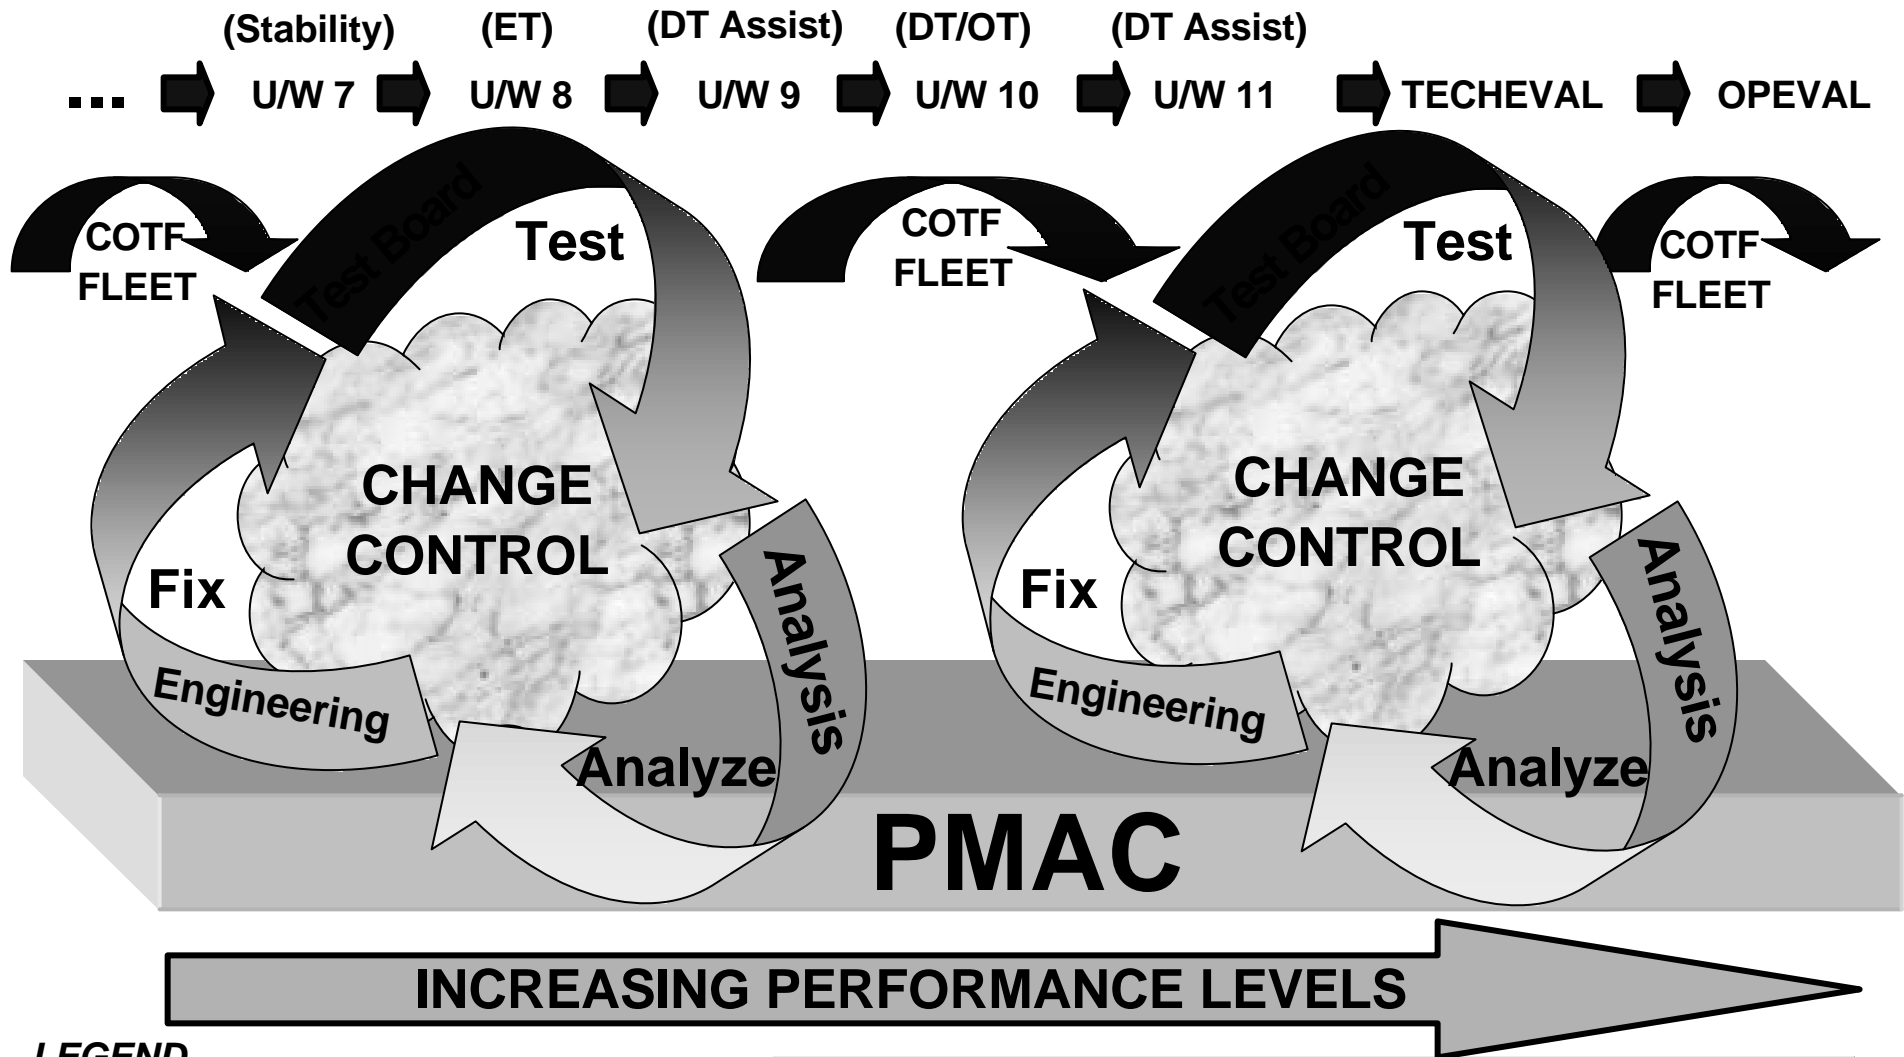 (Stability) (ET) (DT Assist) (DT/OT) (DT Assist)
... U/W 7 U/W 8 U/W 9 U/W 10 U/W 11 TECHEVAL OPEVAL
COTF
FLEET
Test Board
Test
COTF
FLEET
Test Board
Test
COTF
FLEET
CHANGE
CONTROL
Fix
Analysis
Engineering
Analyze
CHANGE
CONTROL
Fix
Analysis
Engineering
Analyze
PMAC
INCREASING PERFORMANCE LEVELS
LEGEND